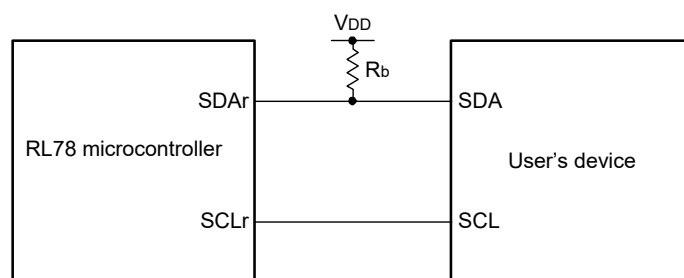 VDD
Rb
SDAr
SDA
RL78 microcontroller
User’s device
SCLr
SCL